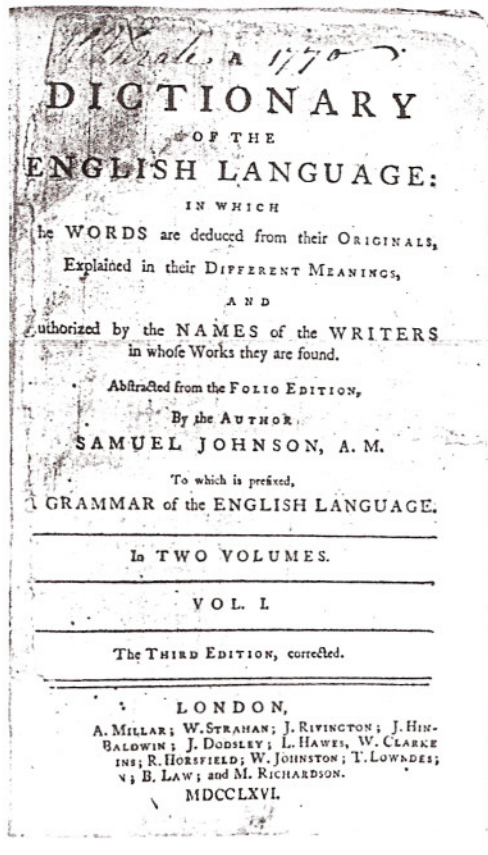 Thrale A 1770
DICTIONARY
OF THE
ENGLISH LANGUAGE:
IN WHICH
he WORDS are deduced from their ORIGINALS,
Explained in their DIFFERENT MEANINGS,
AND
uthorized by the NAMES of the WRITERS
in whoſe Works they are found.
Abſtracted from the FOLIO EDITION,
By the AUTHOR
SAMUEL JOHNSON, A. M.
To which is prefixed,
A GRAMMAR of the ENGLISH LANGUAGE.
In TWO VOLUMES.
VOL. I.
The THIRD EDITION, corrected.
LONDON,
A. MILLAR; W. STRAHAN; J. RIVINGTON; J. HIN-
BALDWIN; J. DODSLEY; L. HAWES, W. CLARKE
INS; R. HORSFIELD; W. JOHNSTON; T. LOWNDES;
N; B. LAW; and M. RICHARDSON.
MDCCLXVI.